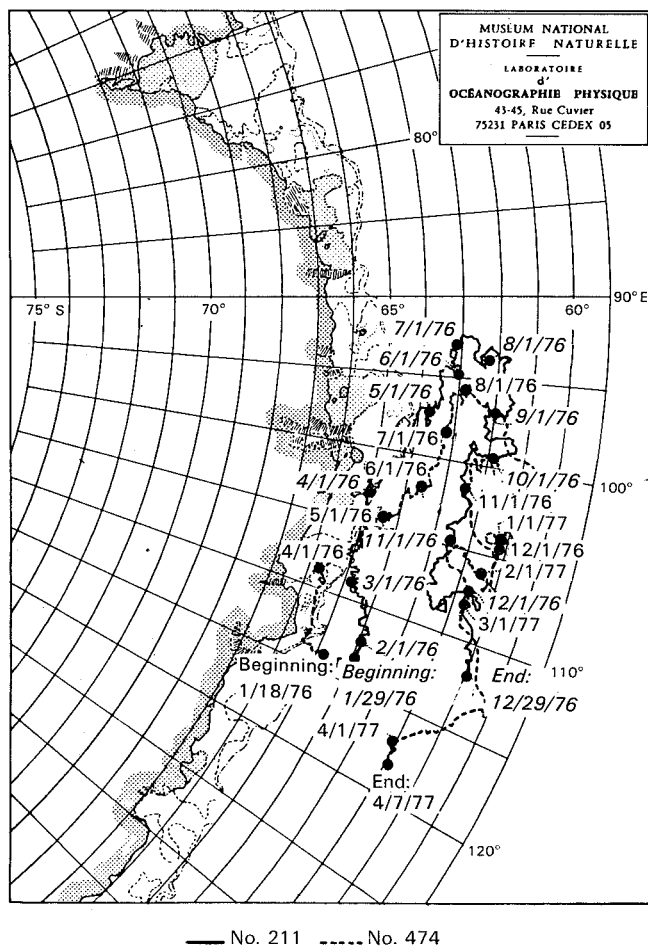 MUSEUM NATIONAL
D'HISTOIRE NATURELLE
LABORATOIRE
d'
OCÉANOGRAPHIE PHYSIQUE
43-45, Rue Cuvier
75231 PARIS CEDEX 05
80°
75° S
70°
65°
60°
90° E
7/1/76
8/1/76
6/1/76
8/1/76
5/1/76
9/1/76
7/1/76
6/1/76
4/1/76
10/1/76
100°
11/1/76
5/1/76
1/1/77
11/1/76
12/1/76
4/1/76
2/1/77
3/1/76
12/1/76
3/1/77
2/1/76
110°
Beginning:
1/18/76
Beginning:
1/29/76
End:
12/29/76
4/1/77
End:
4/7/77
120°
No. 211
No. 474